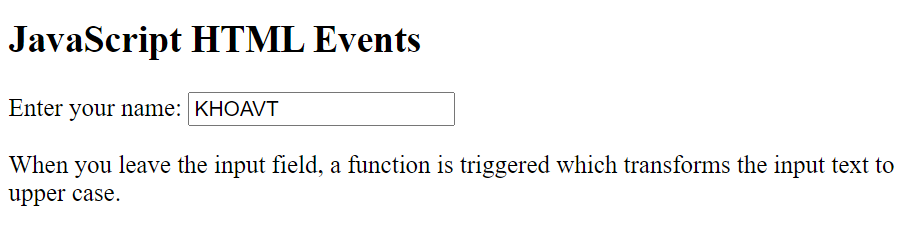 JavaScript HTML Events
Enter your name: KHOAVT
When you leave the input field, a function is triggered which transforms the input text to
upper case.